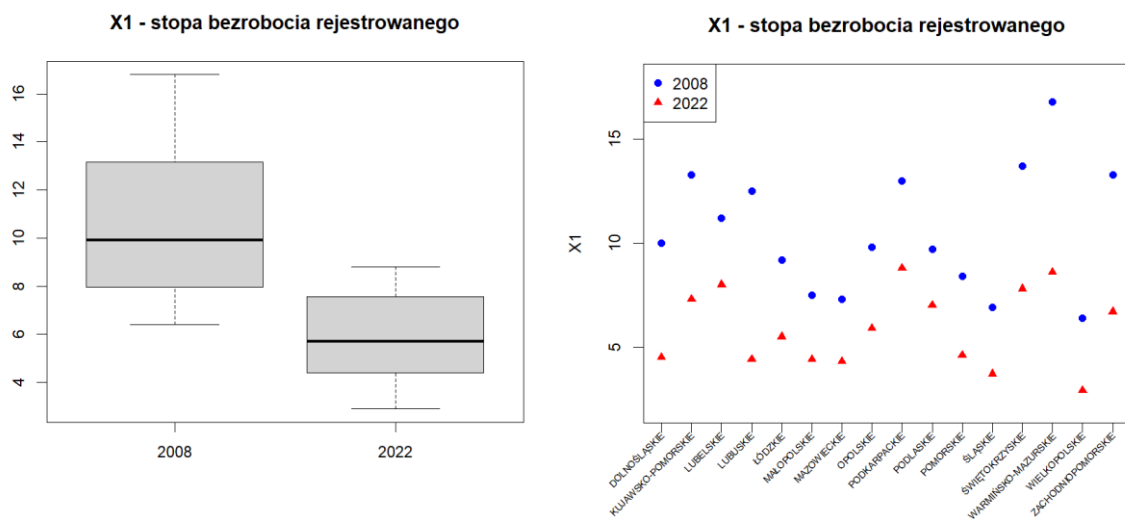 X1 - stopa bezrobocia rejestrowanego
16
14
12
10
8
6
4
2008
2022
X1 - stopa bezrobocia rejestrowanego
2008
2022
X1
15
10
5
DOLNOŚLĄSKIE
KUJAWSKO-POMORSKIE
LUBELSKIE
LUBUSKIE
ŁÓDZKIE
MAŁOPOLSKIE
MAZOWIECKIE
OPOLSKIE
PODKARPACKIE
PODLASKIE
POMORSKIE
ŚLĄSKIE
ŚWIĘTOKRZYSKIE
WARMIŃSKO-MAZURSKIE
WIELKOPOLSKIE
ZACHODNIOPOMORSKIE